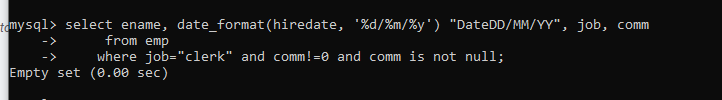 mysql> select ename, date_format(hiredate, '%d/%m/%y') "DateDD/MM/YY", job, comm
    ->      from emp
    ->     where job="clerk" and comm!=0 and comm is not null;
Empty set (0.00 sec)